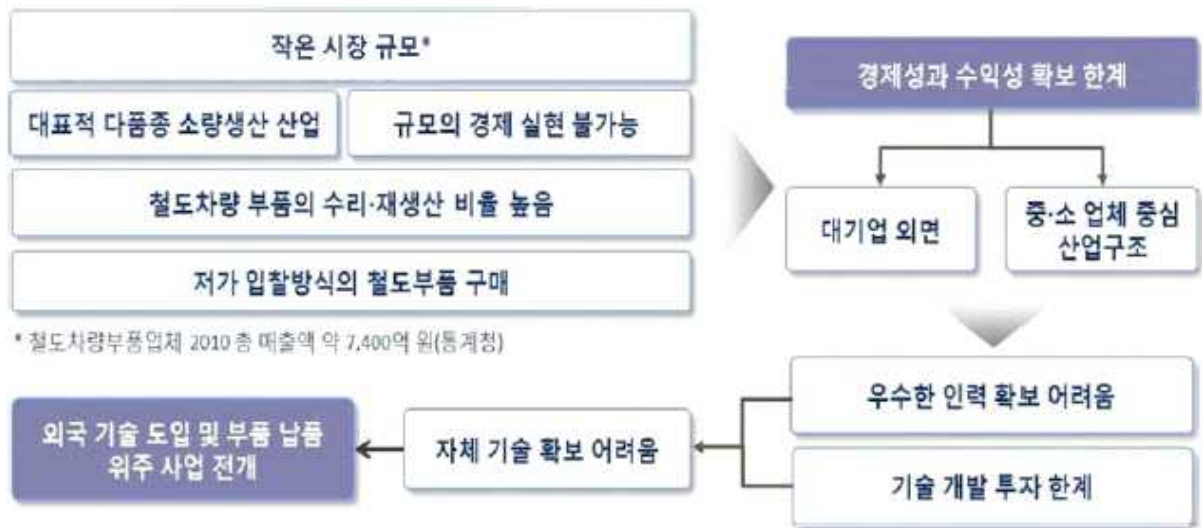 작은 시장 규모*
대표적 다품종 소량생산 산업
규모의 경제 실현 불가능
철도차량 부품의 수리·재생산 비율 높음
저가 입찰방식의 철도부품 구매
* 철도차량부품업체 2010 총 매출액 약 7,400억 원(통계청)
경제성과 수익성 확보 한계
대기업 외면
중·소 업체 중심
산업구조
우수한 인력 확보 어려움
기술 개발 투자 한계
자체 기술 확보 어려움
외국 기술 도입 및 부품 납품
위주 사업 전개